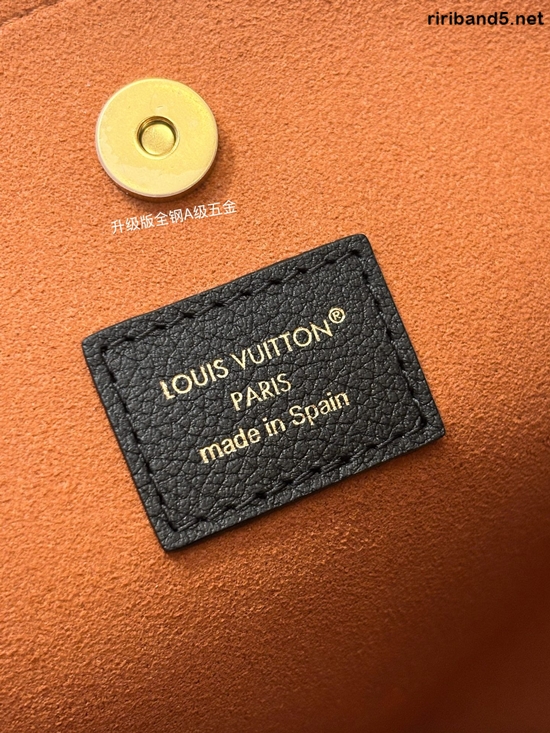 ririband5.net
升级版全钢A级五金
LOUIS VUITTON®
PARIS
made in Spain